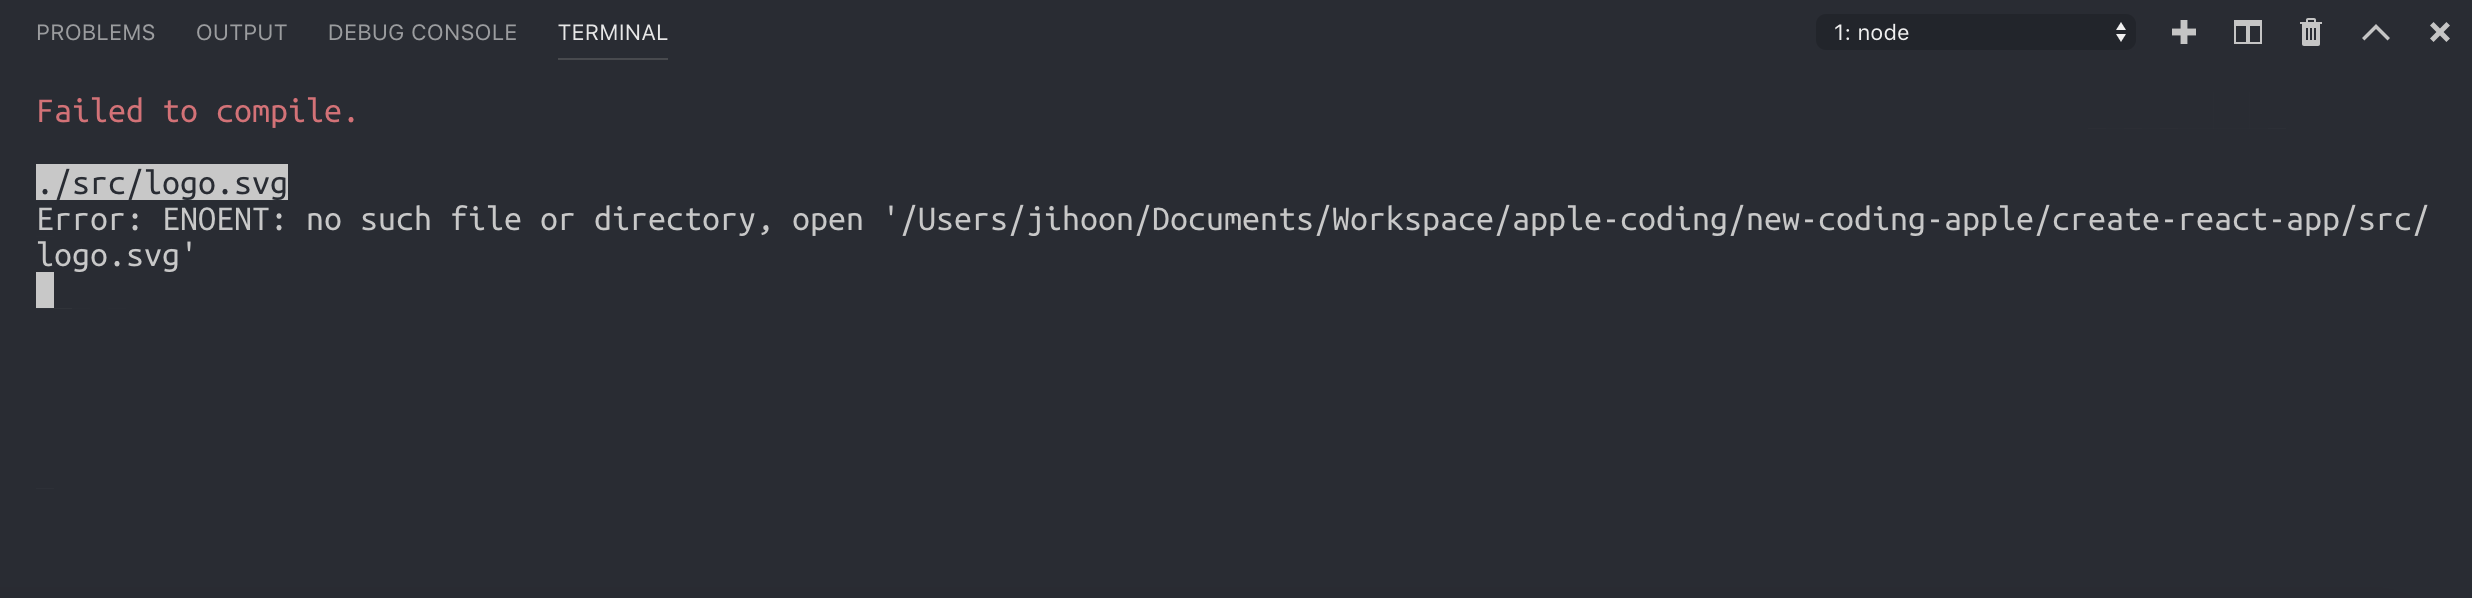 PROBLEMS OUTPUT DEBUG CONSOLE TERMINAL 1: node
Failed to compile.
./src/logo.svg
Error: ENOENT: no such file or directory, open '/Users/jihoon/Documents/Workspace/apple-coding/new-coding-apple/create-react-app/src/
logo.svg'